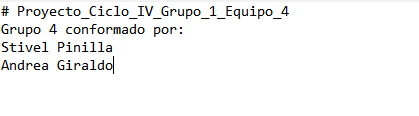 # Proyecto_Ciclo_IV_Grupo_1_Equipo_4
Grupo 4 conformado por:
Stivel Pinilla
Andrea Giraldo